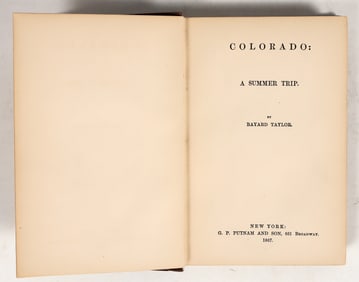 COLORADO:
A SUMMER TRIP.
BY
BAYARD TAYLOR.
NEW YORK:
G. P. PUTNAM AND SON, 661 BROADWAY.
1867.